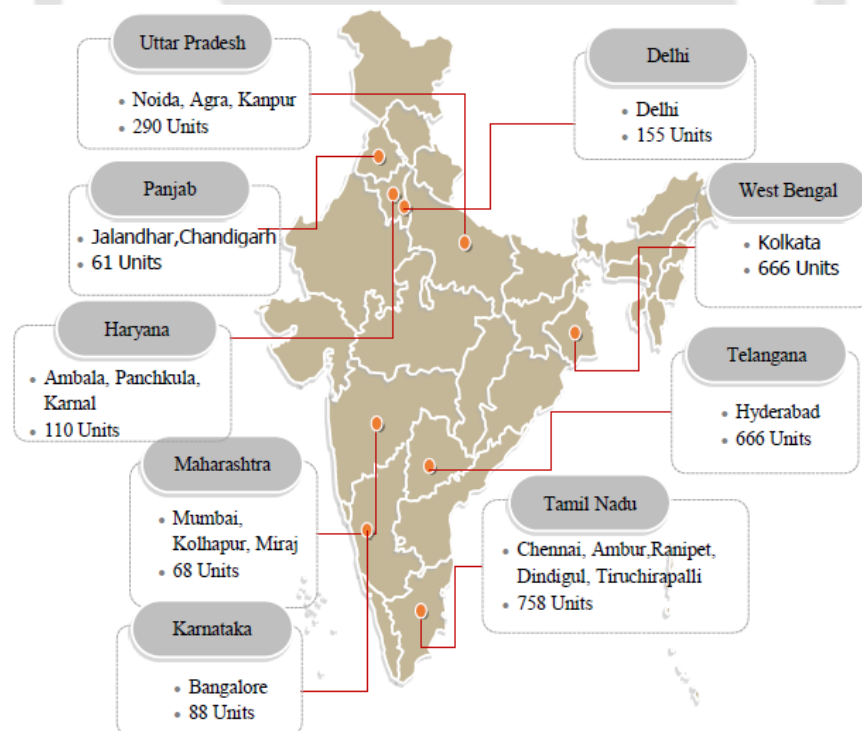 Uttar Pradesh
• Noida, Agra, Kanpur
• 290 Units
Delhi
• Delhi
• 155 Units
Panjab
• Jalandhar,Chandigarh
• 61 Units
West Bengal
• Kolkata
• 666 Units
Haryana
• Ambala, Panchkula,
Karnal
• 110 Units
Telangana
• Hyderabad
• 666 Units
Maharashtra
• Mumbai,
Kolhapur, Miraj
• 68 Units
Tamil Nadu
• Chennai, Ambur,Ranipet,
Dindigul, Tiruchirapalli
• 758 Units
Karnataka
• Bangalore
• 88 Units